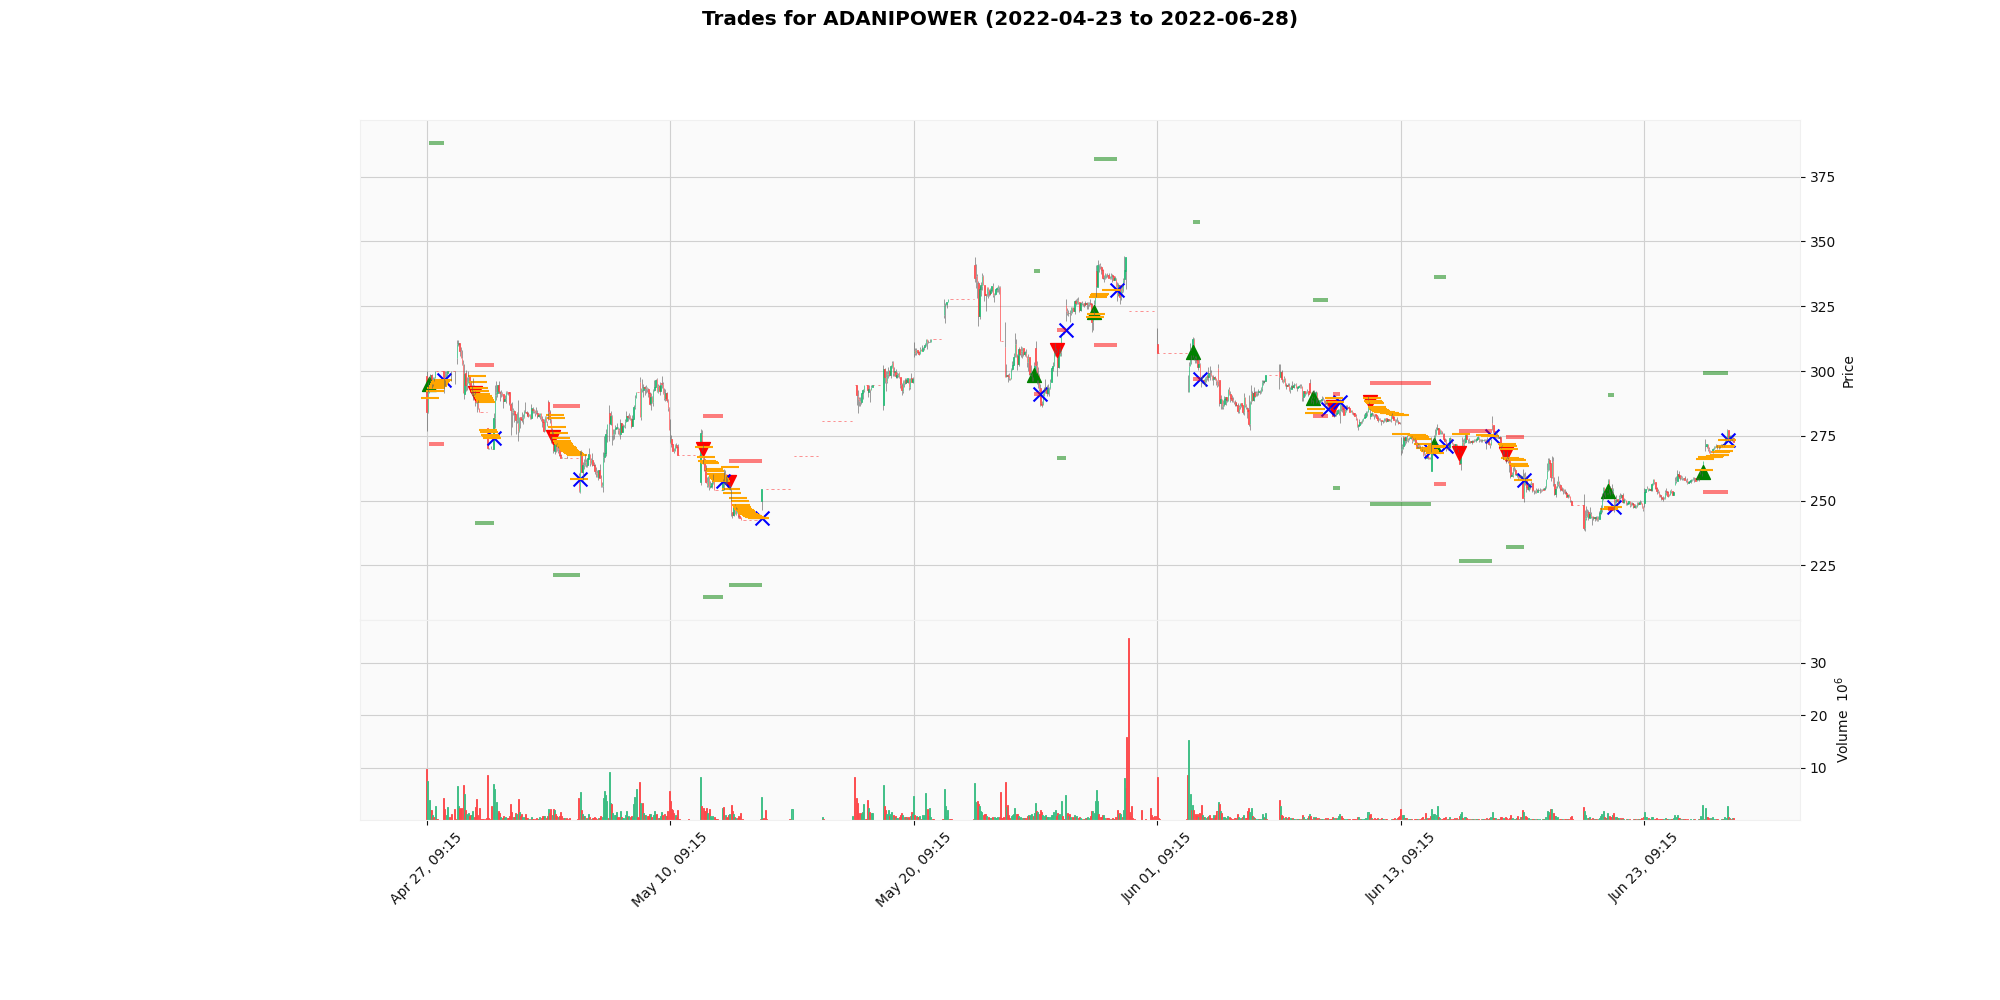 Trades for ADANIPOWER (2022-04-23 to 2022-06-28)
375
350
325
300
275
250
225
Price
30
20
10
Volume 10^6
Apr 27, 09:15
May 10, 09:15
May 20, 09:15
Jun 01, 09:15
Jun 13, 09:15
Jun 23, 09:15